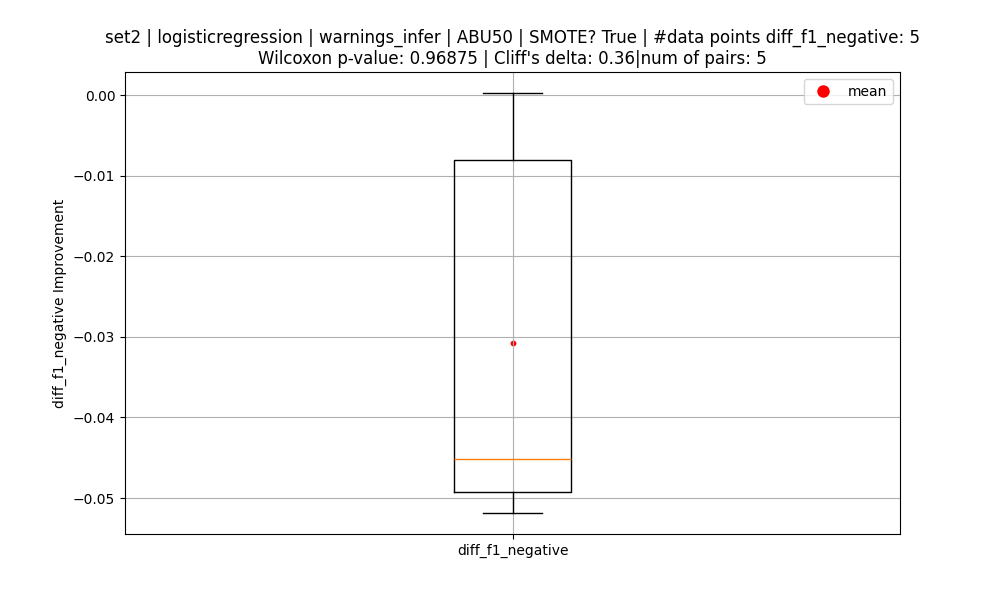 set2 | logisticregression | warnings_infer | ABU50 | SMOTE? True | #data points diff_f1_negative: 5
Wilcoxon p-value: 0.96875 | Cliff's delta: 0.36|num of pairs: 5
mean
0.00
−0.01
−0.02
−0.03
−0.04
−0.05
diff_f1_negative Improvement
diff_f1_negative